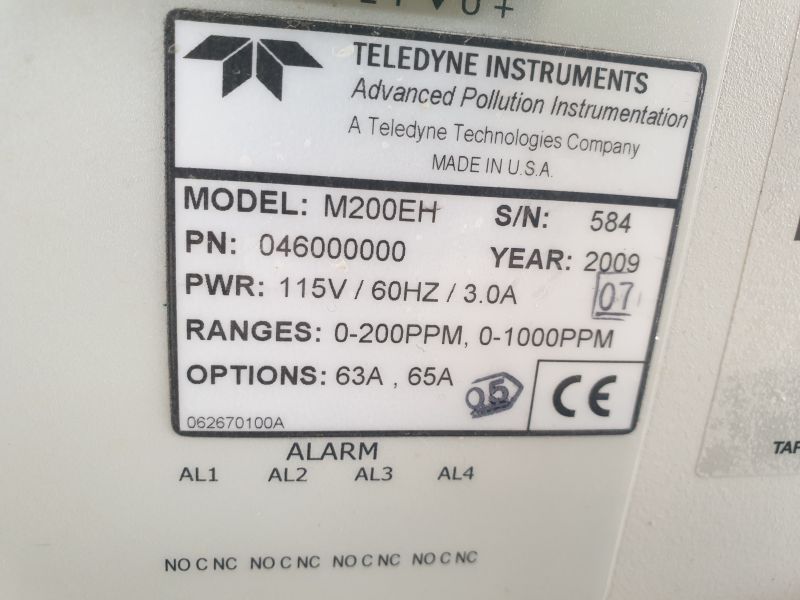 TELEDYNE INSTRUMENTS
Advanced Pollution Instrumentation
A Teledyne Technologies Company
MADE IN U.S.A.
MODEL: M200EH S/N: 584
PN: 046000000 YEAR: 2009
PWR: 115V / 60HZ / 3.0A 07
RANGES: 0-200PPM, 0-1000PPM
OPTIONS: 63A , 65A 05 CE
062670100A
ALARM
AL1 AL2 AL3 AL4
NO C NC NO C NC NO C NC NO C NC